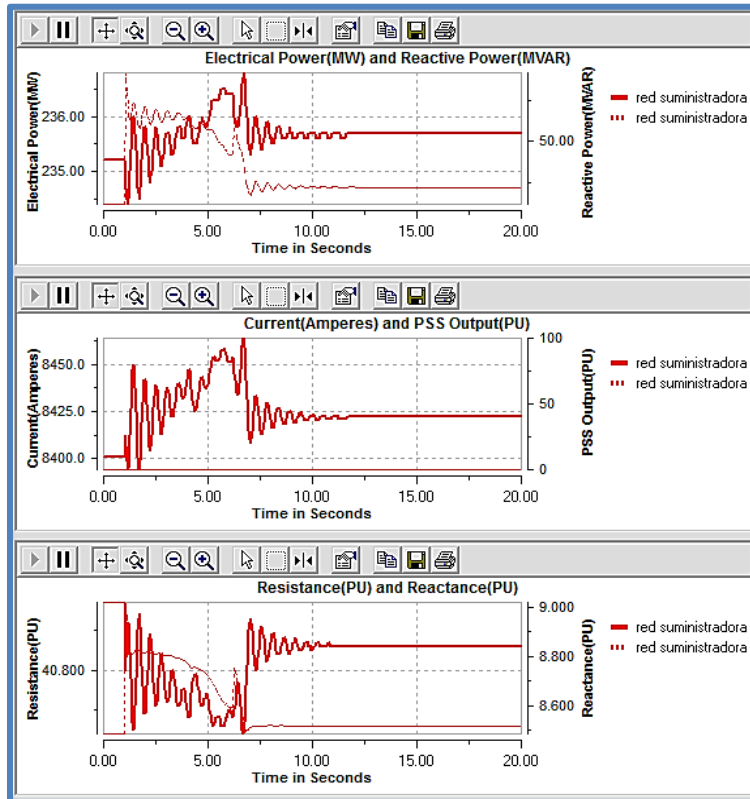 Electrical Power(MW) and Reactive Power(MVAR)
Electrical Power(MW)
236.00
235.00
50.00
Reactive Power(MVAR)
red suministradora
red suministradora
0.00 5.00 10.00 15.00 20.00
Time in Seconds
Current(Amperes) and PSS Output(PU)
Current(Amperes)
8450.0
8425.0
8400.0
100
50
0
PSS Output(PU)
red suministradora
red suministradora
0.00 5.00 10.00 15.00 20.00
Time in Seconds
Resistance(PU) and Reactance(PU)
Resistance(PU)
40.800
9.000
8.800
8.600
Reactance(PU)
red suministradora
red suministradora
0.00 5.00 10.00 15.00 20.00
Time in Seconds